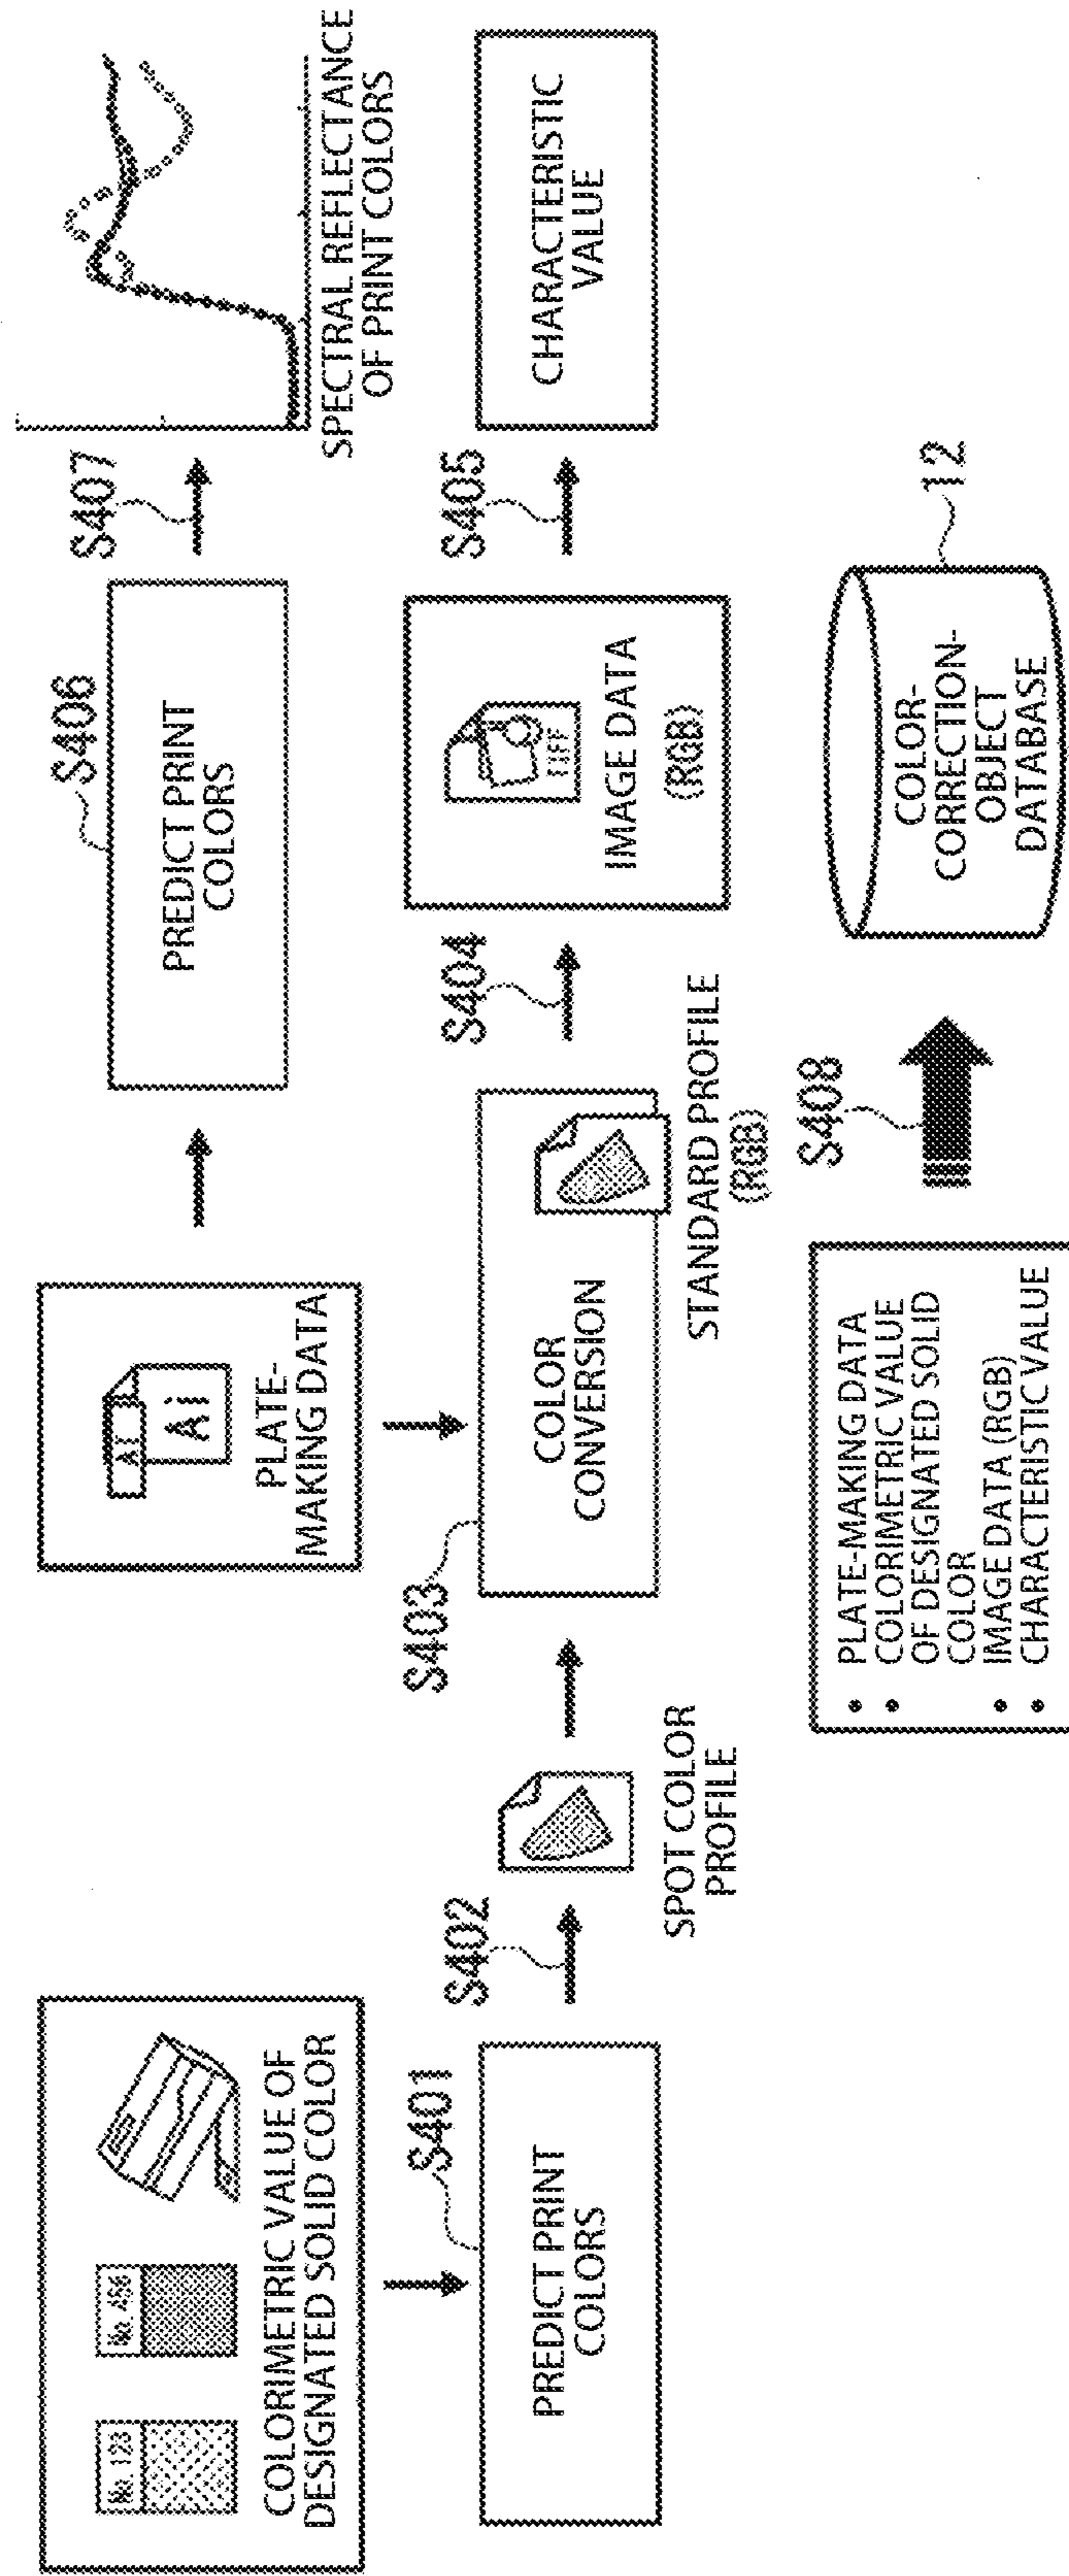 No. 123
No. 456
COLORIMETRIC VALUE OF
DESIGNATED SOLID COLOR
S401
PREDICT PRINT
COLORS
S402
SPOT COLOR
PROFILE
Ai
Ai
PLATE-
MAKING DATA
S403
COLOR
CONVERSION
STANDARD PROFILE
(RGB)
S404
TIFF
IMAGE DATA
(RGB)
S405
CHARACTERISTIC
VALUE
S406
PREDICT PRINT
COLORS
S407
SPECTRAL REFLECTANCE
OF PRINT COLORS
• PLATE-MAKING DATA
• COLORIMETRIC VALUE
OF DESIGNATED SOLID
COLOR
• IMAGE DATA (RGB)
• CHARACTERISTIC VALUE
S408
12
COLOR-
CORRECTION-
OBJECT
DATABASE